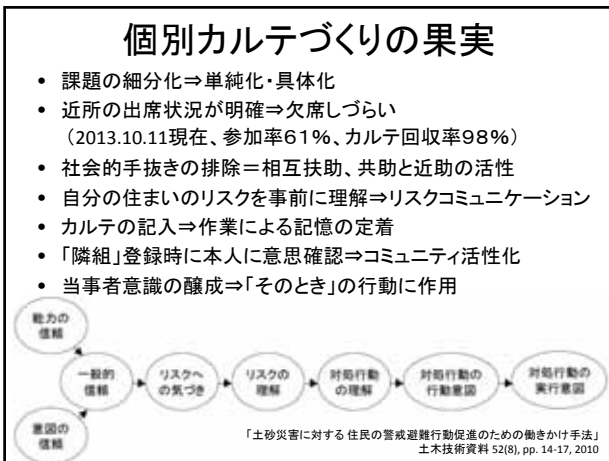 個別カルテづくりの果実
• 課題の細分化⇒単純化・具体化
• 近所の出席状況が明確⇒欠席しづらい
（2013.10.11現在、参加率61%、カルテ回収率98%）
• 社会的手抜きの排除＝相互扶助、共助と近助の活性
• 自分の住まいのリスクを事前に理解⇒リスクコミュニケーション
• カルテの記入⇒作業による記憶の定着
• 「隣組」登録時に本人に意思確認⇒コミュニティ活性化
• 当事者意識の醸成⇒「そのとき」の行動に作用
能力の
信頼
一般的
信頼
リスクへ
の気づき
リスクの
理解
対処行動
の理解
対処行動の
行動意図
対処行動の
実行意図
意図の
信頼
「土砂災害に対する住民の警戒避難行動促進のための働きかけ手法」
土木技術資料 52(8), pp. 14-17, 2010